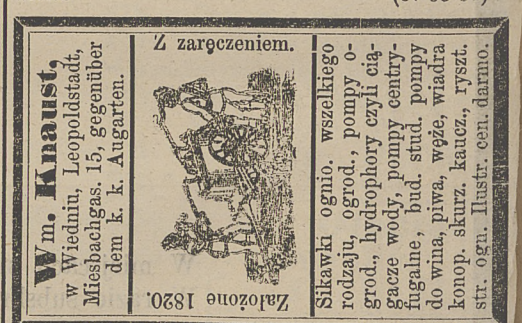 Wm. Knaust,
w Wiedniu, Leopoldstadt,
Miesbachgas. 15, gegenüber
dem k. k. Augarten.
Z zaręczeniem.
Założone 1820.
Sikawki ognio. wszelkiego
rodzaju, ogrod., pompy o-
grod., hydrophory czyli cią-
gacze wody, pompy centry-
fugalne, bud. stud. pompy
do wina, piwa, węże, wiadra
konop. skurz. kaucz., ryszt.
str. ogn. Ilustr. cen. darmo.